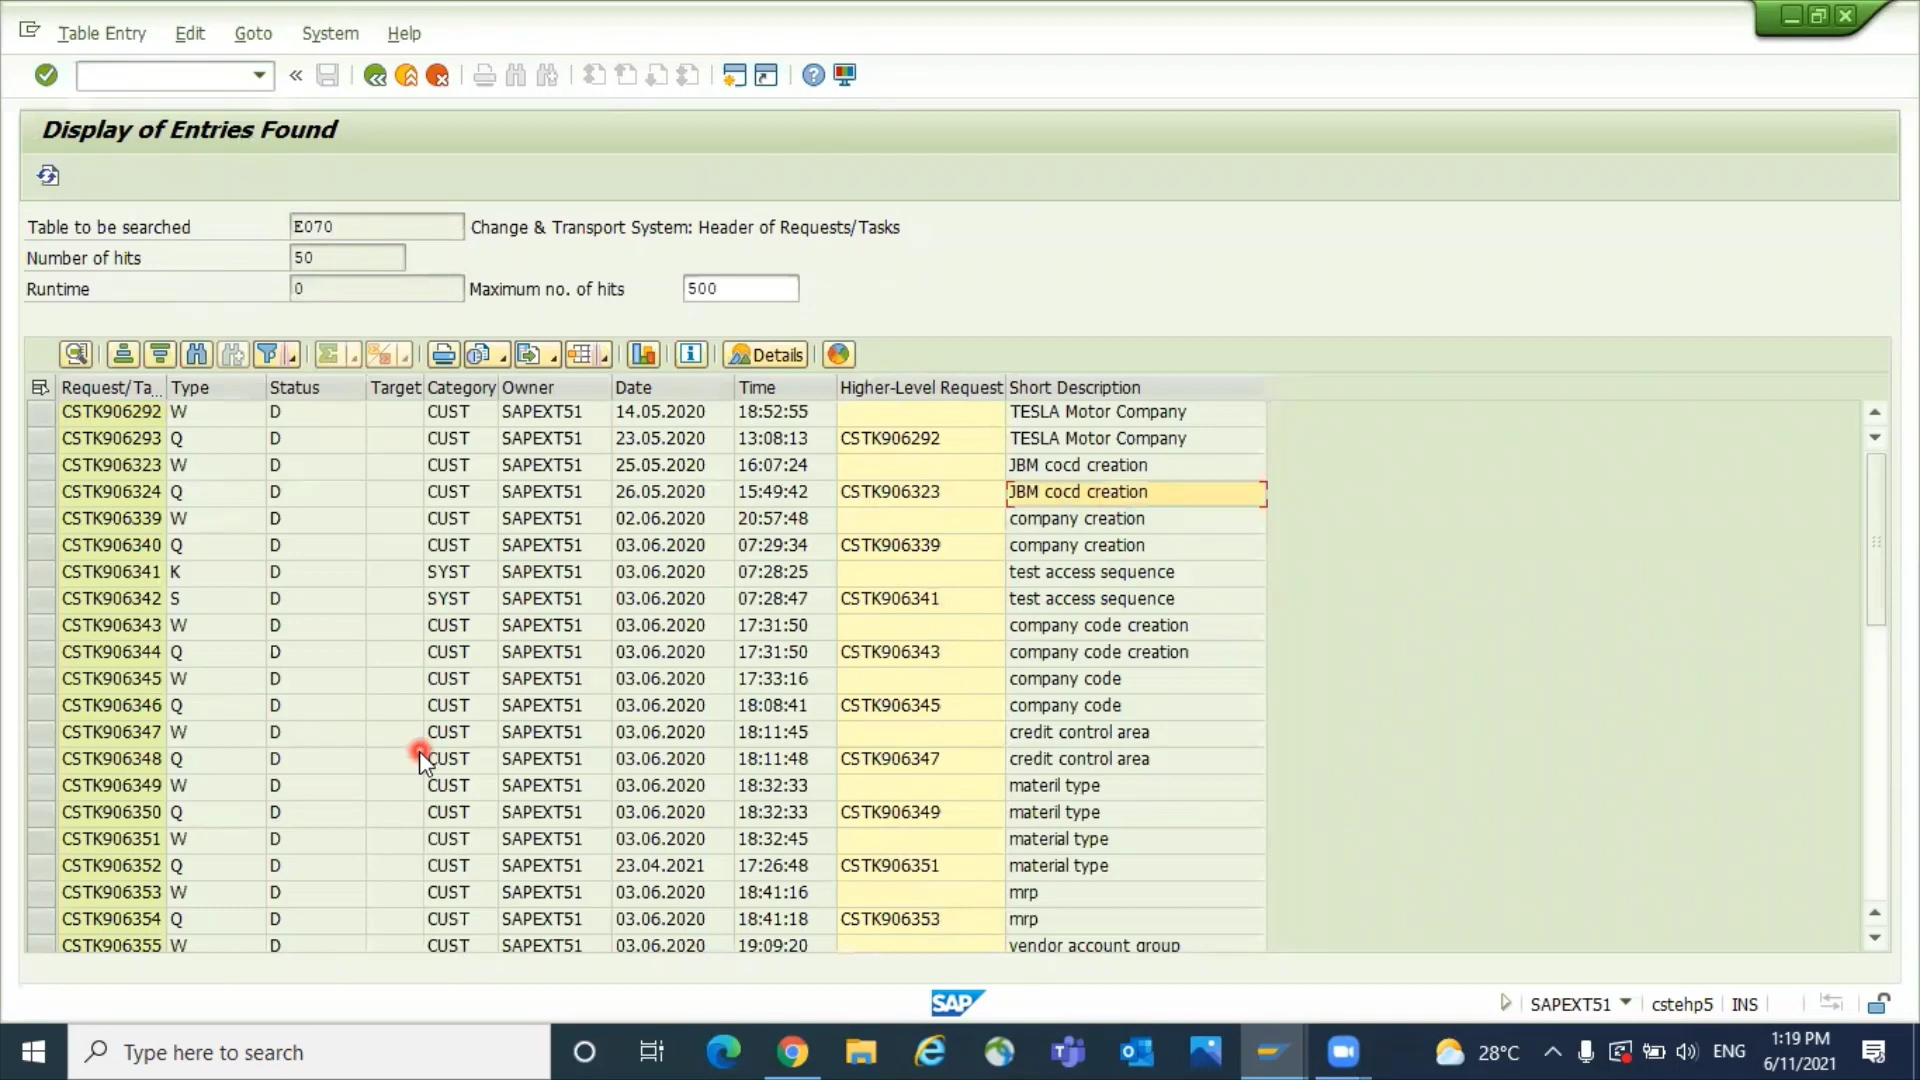 Table Entry Edit Goto System Help
Display of Entries Found
Table to be searched E070 Change & Transport System: Header of Requests/Tasks
Number of hits 50
Runtime 0 Maximum no. of hits 500
Details
Request/Ta... Type Status Target Category Owner Date Time Higher-Level Request Short Description
CSTK906292 W D CUST SAPEXT51 14.05.2020 18:52:55 TESLA Motor Company
CSTK906293 Q D CUST SAPEXT51 23.05.2020 13:08:13 CSTK906292 TESLA Motor Company
CSTK906323 W D CUST SAPEXT51 25.05.2020 16:07:24 JBM cocd creation
CSTK906324 Q D CUST SAPEXT51 26.05.2020 15:49:42 CSTK906323 JBM cocd creation
CSTK906339 W D CUST SAPEXT51 02.06.2020 20:57:48 company creation
CSTK906340 Q D CUST SAPEXT51 03.06.2020 07:29:34 CSTK906339 company creation
CSTK906341 K D SYST SAPEXT51 03.06.2020 07:28:25 test access sequence
CSTK906342 S D SYST SAPEXT51 03.06.2020 07:28:47 CSTK906341 test access sequence
CSTK906343 W D CUST SAPEXT51 03.06.2020 17:31:50 company code creation
CSTK906344 Q D CUST SAPEXT51 03.06.2020 17:31:50 CSTK906343 company code creation
CSTK906345 W D CUST SAPEXT51 03.06.2020 17:33:16 company code
CSTK906346 Q D CUST SAPEXT51 03.06.2020 18:08:41 CSTK906345 company code
CSTK906347 W D CUST SAPEXT51 03.06.2020 18:11:45 credit control area
CSTK906348 Q D CUST SAPEXT51 03.06.2020 18:11:48 CSTK906347 credit control area
CSTK906349 W D CUST SAPEXT51 03.06.2020 18:32:33 materil type
CSTK906350 Q D CUST SAPEXT51 03.06.2020 18:32:33 CSTK906349 materil type
CSTK906351 W D CUST SAPEXT51 03.06.2020 18:32:45 material type
CSTK906352 Q D CUST SAPEXT51 23.04.2021 17:26:48 CSTK906351 material type
CSTK906353 W D CUST SAPEXT51 03.06.2020 18:41:16 mrp
CSTK906354 Q D CUST SAPEXT51 03.06.2020 18:41:18 CSTK906353 mrp
CSTK906355 W D CUST SAPEXT51 03.06.2020 19:09:20 vendor account group
SAP SAPEXT51 cstehp5 INS
Type here to search 28°C ENG 1:19 PM
6/11/2021